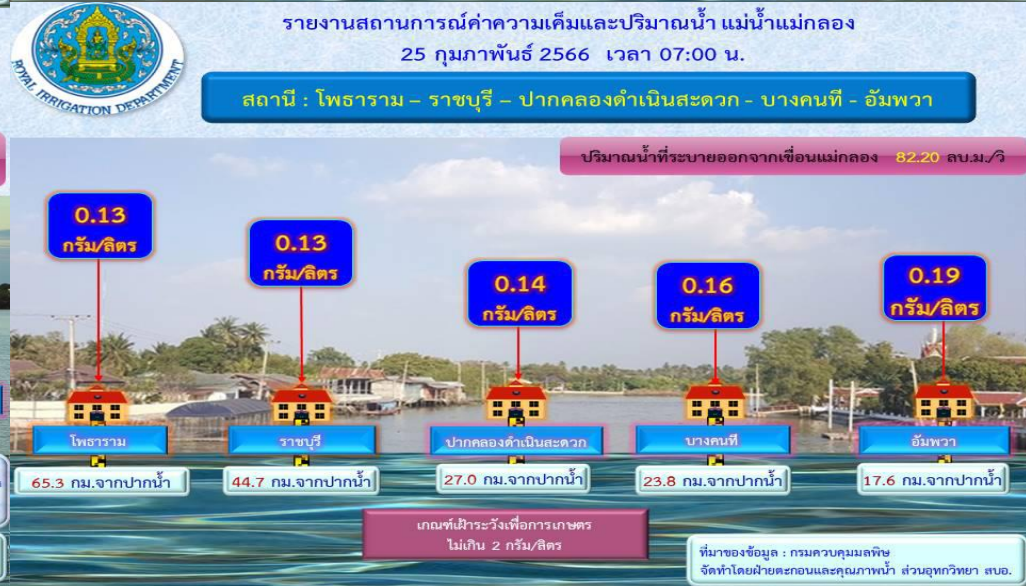 รายงานสถานการณ์ค่าความเค็มและปริมาณน้ำ แม่น้ำแม่กลอง
25 กุมภาพันธ์ 2566 เวลา 07:00 น.
ROYAL IRRIGATION DEPARTMENT
สถานี : โพธาราม – ราชบุรี – ปากคลองดำเนินสะดวก - บางคนที - อัมพวา
ปริมาณน้ำที่ระบายออกจากเขื่อนแม่กลอง 82.20 ลบ.ม./วิ
0.13
กรัม/ลิตร
0.13
กรัม/ลิตร
0.14
กรัม/ลิตร
0.16
กรัม/ลิตร
0.19
กรัม/ลิตร
โพธาราม
ราชบุรี
ปากคลองดำเนินสะดวก
บางคนที
อัมพวา
65.3 กม.จากปากน้ำ
44.7 กม.จากปากน้ำ
27.0 กม.จากปากน้ำ
23.8 กม.จากปากน้ำ
17.6 กม.จากปากน้ำ
เกณฑ์เฝ้าระวังเพื่อการเกษตร
ไม่เกิน 2 กรัม/ลิตร
ที่มาของข้อมูล : กรมควบคุมมลพิษ
จัดทำโดยฝ่ายตะกอนและคุณภาพน้ำ ส่วนอุทกวิทยา สบอ.